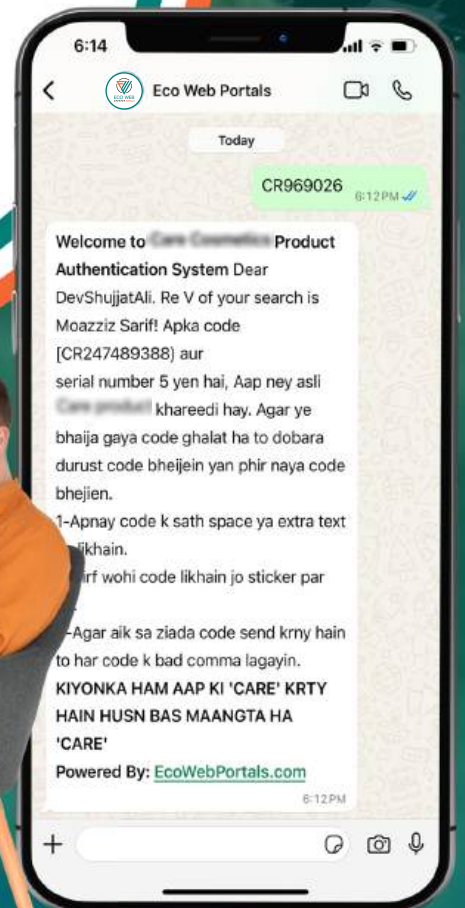 6:14
ECO WEB
Eco Web Portals
Today
CR969026
6:12PM
Welcome to Product
Authentication System Dear
DevShujjatAli. Re V of your search is
Moazziz Sarif! Apka code
[CR247489388) aur
serial number 5 yen hai, Aap ney asli
khareedi hay. Agar ye
bhaija gaya code ghalat ha to dobara
durust code bheijein yan phir naya code
bhejien.
1-Apnay code k sath space ya extra text
likhain.
irf wohi code likhain jo sticker par
-Agar aik sa ziada code send krny hain
to har code k bad comma lagayin.
KIYONKA HAM AAP KI 'CARE' KRTY
HAIN HUSN BAS MAANGTA HA
'CARE'
Powered By: EcoWebPortals.com
6:12PM